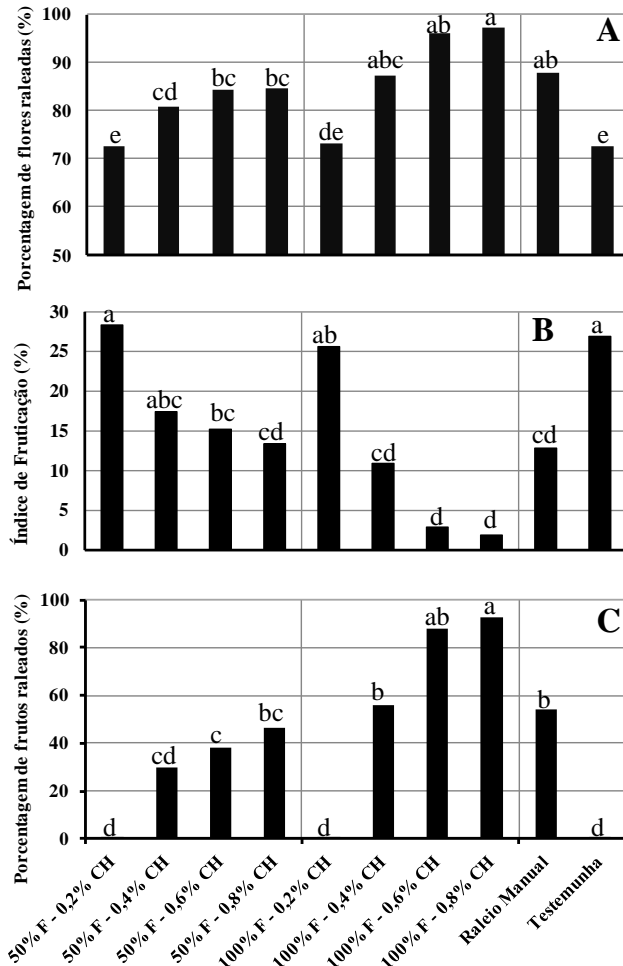 A
Porcentagem de flores raleadas (%)
100
90
80
70
60
50
e
cd
bc
bc
de
abc
ab
a
ab
e
B
Índice de Frutificação (%)
30
25
20
15
10
5
0
a
abc
bc
cd
ab
cd
d
d
cd
a
C
Porcentagem de frutos raleados (%)
100
80
60
40
20
0
d
cd
c
bc
d
b
ab
a
b
d
50% F - 0,2% CH
50% F - 0,4% CH
50% F - 0,6% CH
50% F - 0,8% CH
100% F - 0,2% CH
100% F - 0,4% CH
100% F - 0,6% CH
100% F - 0,8% CH
Raleio Manual
Testemunha